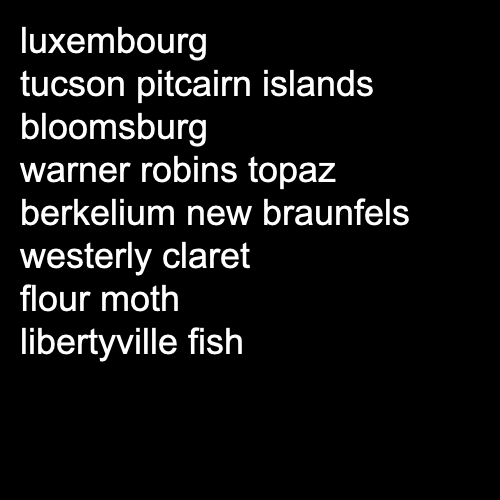 luxembourg
tucson pitcairn islands
bloomsburg
warner robins topaz
berkelium new braunfels
westerly claret
flour moth
libertyville fish